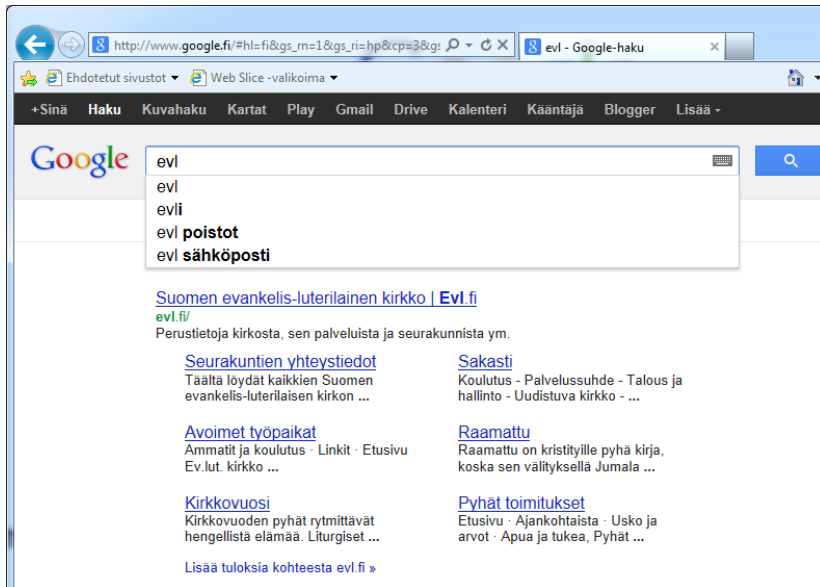 http://www.google.fi/#hl=fi&gs_rn=1&gs_ri=hp&cp=3&g
evl - Google-haku
Ehdotetut sivustot
Web Slice -valikoima
+Sinä Haku Kuvahaku Kartat Play Gmail Drive Kalenteri Kääntäjä Blogger Lisää
Google
evl
evl
evli
evl poistot
evl sähköposti
Suomen evankelis-luterilainen kirkko | Evl.fi
evl.fi/
Perustietoja kirkosta, sen palveluista ja seurakunnista ym.
Seurakuntien yhteystiedot
Täältä löydät kaikkien Suomen
evankelis-luterilaisen kirkon ...
Sakasti
Koulutus - Palvelussuhde - Talous ja
hallinto - Uudistuva kirkko - ...
Avoimet työpaikat
Ammatit ja koulutus · Linkit · Etusivu
Ev.lut. kirkko ...
Raamattu
Raamattu on kristityille pyhä kirja,
koska sen välityksellä Jumala ...
Kirkkovuosi
Kirkkovuoden pyhät rytmittävät
hengellistä elämää. Liturgiset ...
Pyhät toimitukset
Etusivu · Ajankohtaista · Usko ja
arvot · Apua ja tukea, Pyhät ...
Lisää tuloksia kohteesta evl.fi »